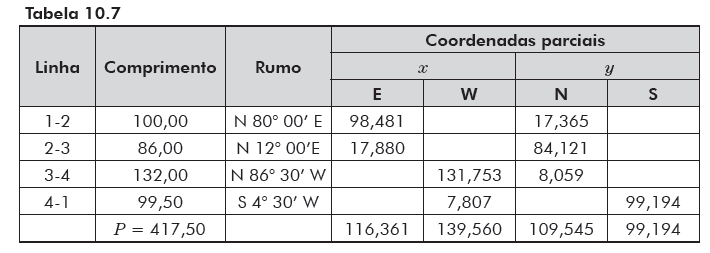 Tabela 10.7
Linha Comprimento Rumo Coordenadas parciais
x y
E W N S
1-2 100,00 N 80° 00' E 98,481 17,365
2-3 86,00 N 12° 00'E 17,880 84,121
3-4 132,00 N 86° 30' W 131,753 8,059
4-1 99,50 S 4° 30' W 7,807 99,194
P = 417,50 116,361 139,560 109,545 99,194